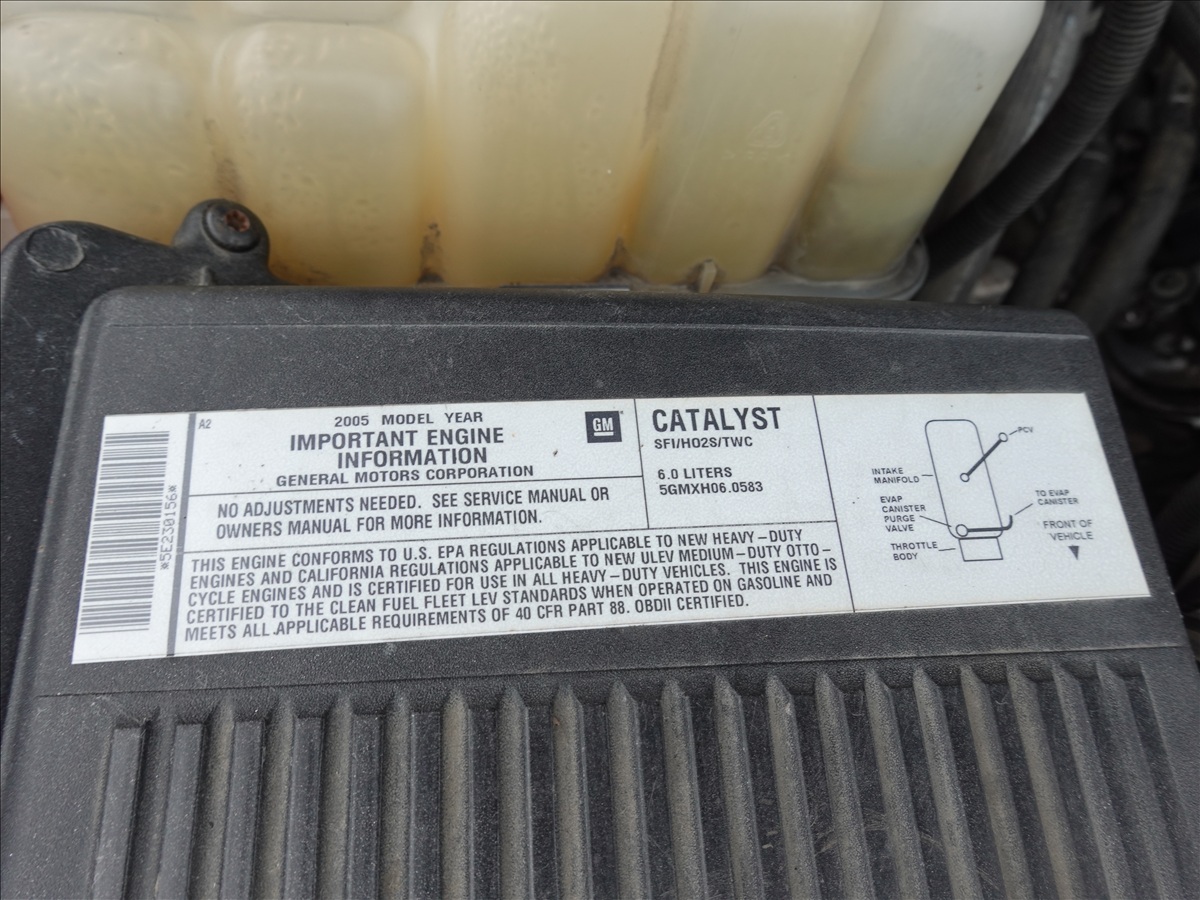 *5E230156*
A2
2005 MODEL YEAR
IMPORTANT ENGINE
INFORMATION
GENERAL MOTORS CORPORATION
GM
NO ADJUSTMENTS NEEDED. SEE SERVICE MANUAL OR
OWNERS MANUAL FOR MORE INFORMATION.
CATALYST
SFI/HO2S/TWC
6.0 LITERS
5GMXH06.0583
THIS ENGINE CONFORMS TO U.S. EPA REGULATIONS APPLICABLE TO NEW HEAVY-DUTY
ENGINES AND CALIFORNIA REGULATIONS APPLICABLE TO NEW ULEV MEDIUM-DUTY OTTO-
CYCLE ENGINES AND IS CERTIFIED FOR USE IN ALL HEAVY-DUTY VEHICLES. THIS ENGINE IS
CERTIFIED TO THE CLEAN FUEL FLEET LEV STANDARDS WHEN OPERATED ON GASOLINE AND
MEETS ALL APPLICABLE REQUIREMENTS OF 40 CFR PART 88. OBDII CERTIFIED.
PCV
INTAKE
MANIFOLD
EVAP
CANISTER
PURGE
VALVE
THROTTLE
BODY
TO EVAP
CANISTER
FRONT OF
VEHICLE